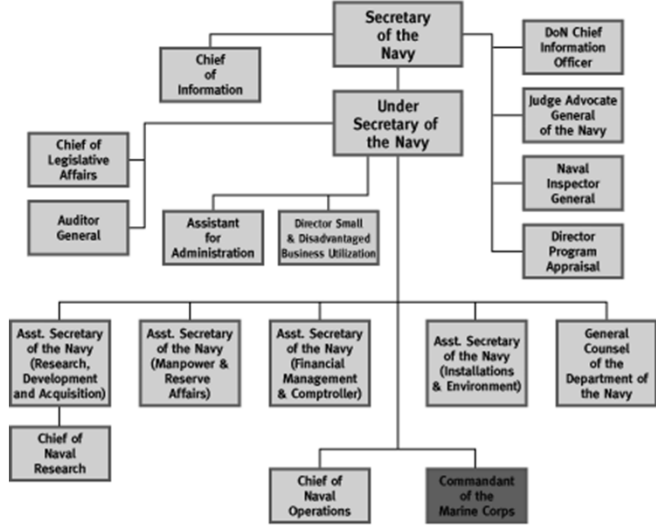 Secretary
of the
Navy
Chief
of
Information
DoN Chief
Information
Officer
Under
Secretary of
the Navy
Judge Advocate
General
of the Navy
Chief of
Legislative
Affairs
Naval
Inspector
General
Auditor
General
Assistant
for
Administration
Director Small
& Disadvantaged
Business Utilization
Director
Program
Appraisal
Asst. Secretary
of the Navy
(Research,
Development
and Acquisition)
Asst. Secretary
of the Navy
(Manpower &
Reserve
Affairs)
Asst. Secretary
of the Navy
(Financial
Management
& Comptroller)
Asst. Secretary
of the Navy
(Installations
& Environment)
General
Counsel
of the
Department of
the Navy
Chief of
Naval
Research
Chief of
Naval
Operations
Commandant
of the
Marine Corps